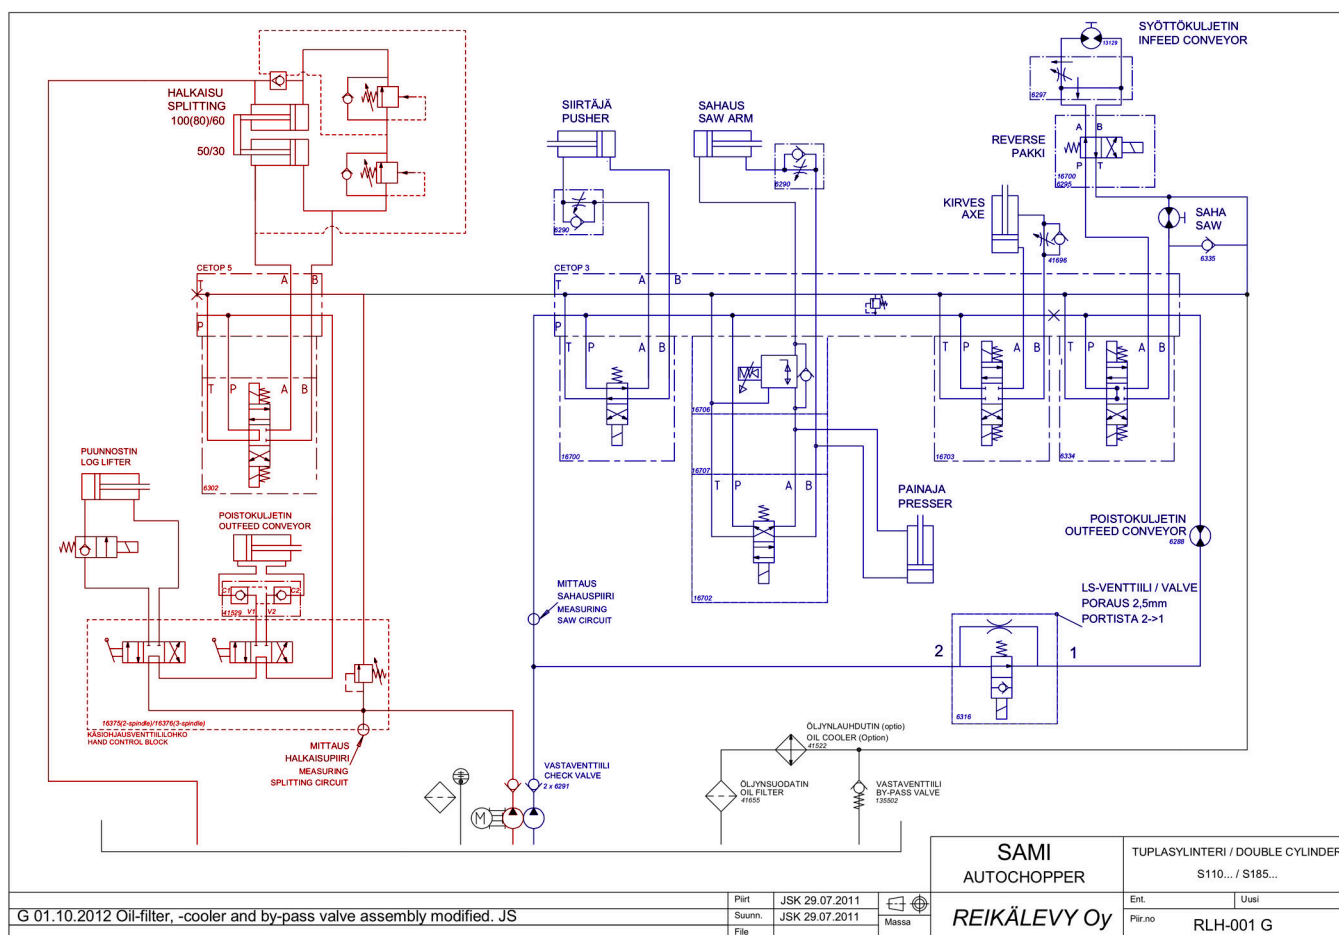 SYÖTTÖKULJETIN
INFEED CONVEYOR
13129
6297
HALKAISU
SPLITTING
100(80)/60
50/30
SIIRTÄJÄ
PUSHER
SAHAUS
SAW ARM
6290
6290
REVERSE
PAKKI
A B
P T
16700
6295
KIRVES
AXE
41696
SAHA
SAW
6335
CETOP 5
T A B
P
CETOP 3
T A B
P
T P A B
6302
T P A B
16700
16706
16707
T P A B
16702
T P A B
16703
T P A B
6334
PUUNNOSTIN
LOG LIFTER
POISTOKULJETIN
OUTFEED CONVEYOR
C1 C2
41529 V1 V2
PAINAJA
PRESSER
POISTOKULJETIN
OUTFEED CONVEYOR
6288
MITTAUS
SAHAUSPIIRI
MEASURING
SAW CIRCUIT
LS-VENTTIILI / VALVE
PORAUS 2,5mm
PORTISTA 2->1
2 1
6316
16375(2-spindle)/16376(3-spindle)
KÄSIOHJAUSVENTTIILILOHKO
HAND CONTROL BLOCK
MITTAUS
HALKAISUPIIRI
MEASURING
SPLITTING CIRCUIT
VASTAVENTTIILI
CHECK VALVE
2 x 6291
M
ÖLJYNLAUHDUTIN (optio)
OIL COOLER (Option)
41522
ÖLJYNSUODATIN
OIL FILTER
41655
VASTAVENTTIILI
BY-PASS VALVE
135502
SAMI
AUTOCHOPPER
TUPLASYLINTERI / DOUBLE CYLINDER
S110... / S185...
G 01.10.2012 Oil-filter, -cooler and by-pass valve assembly modified. JS
Piirt JSK 29.07.2011
Suunn. JSK 29.07.2011
File
Massa
REIKÄLEVY Oy
Ent. Uusi
Piir.no RLH-001 G